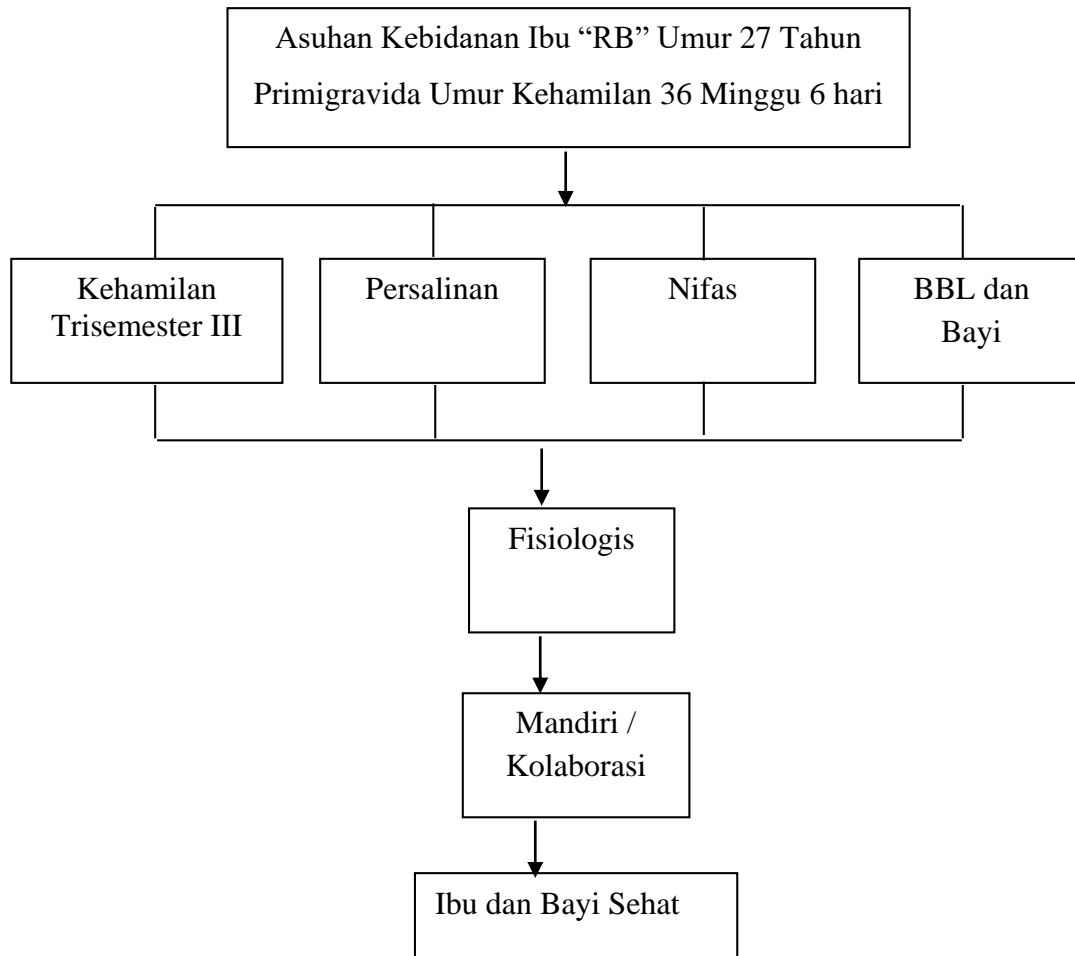 Asuhan Kebidanan Ibu “RB” Umur 27 Tahun
Primigravida Umur Kehamilan 36 Minggu 6 hari
Kehamilan
Trisemester III
Persalinan
Nifas
BBL dan
Bayi
Fisiologis
Mandiri /
Kolaborasi
Ibu dan Bayi Sehat